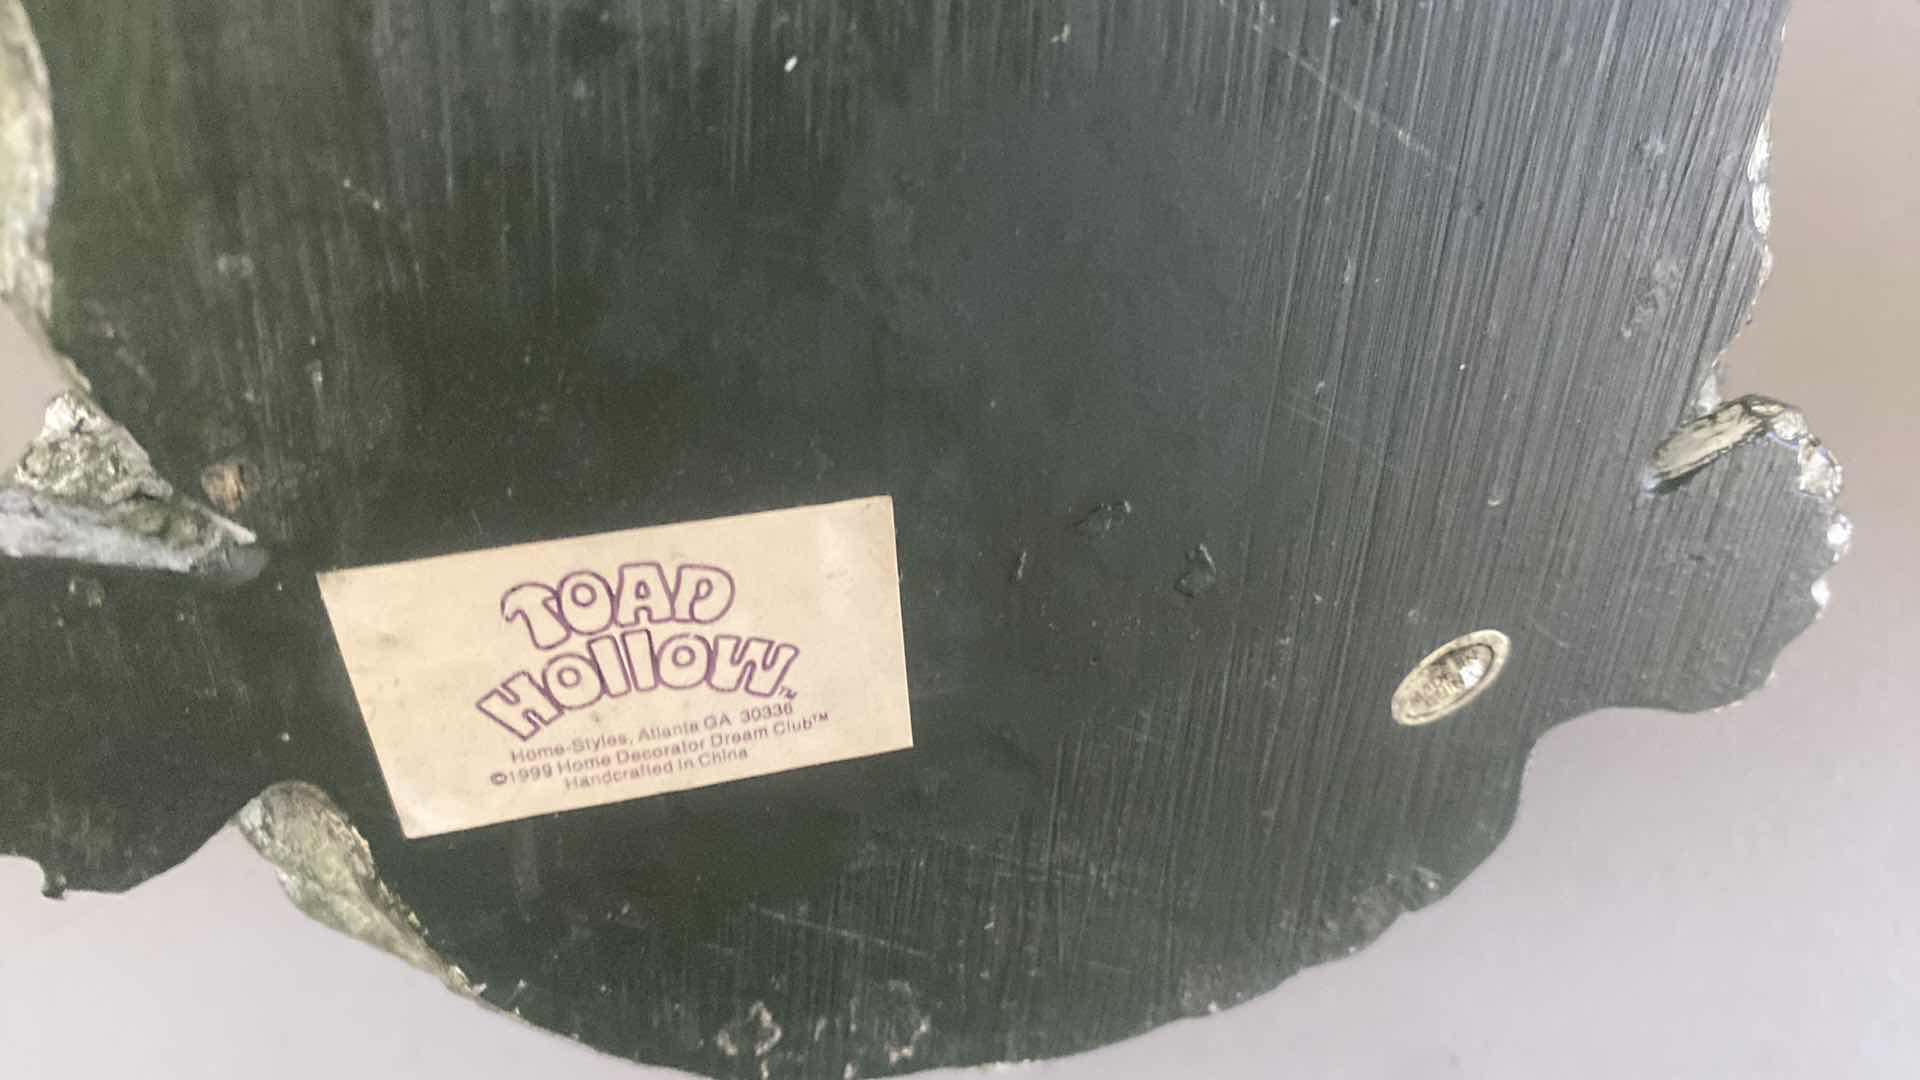 TOAD
HOllOW™
Home-Styles, Atlanta GA 30336
©1999 Home Decorator Dream Club™
Handcrafted in China